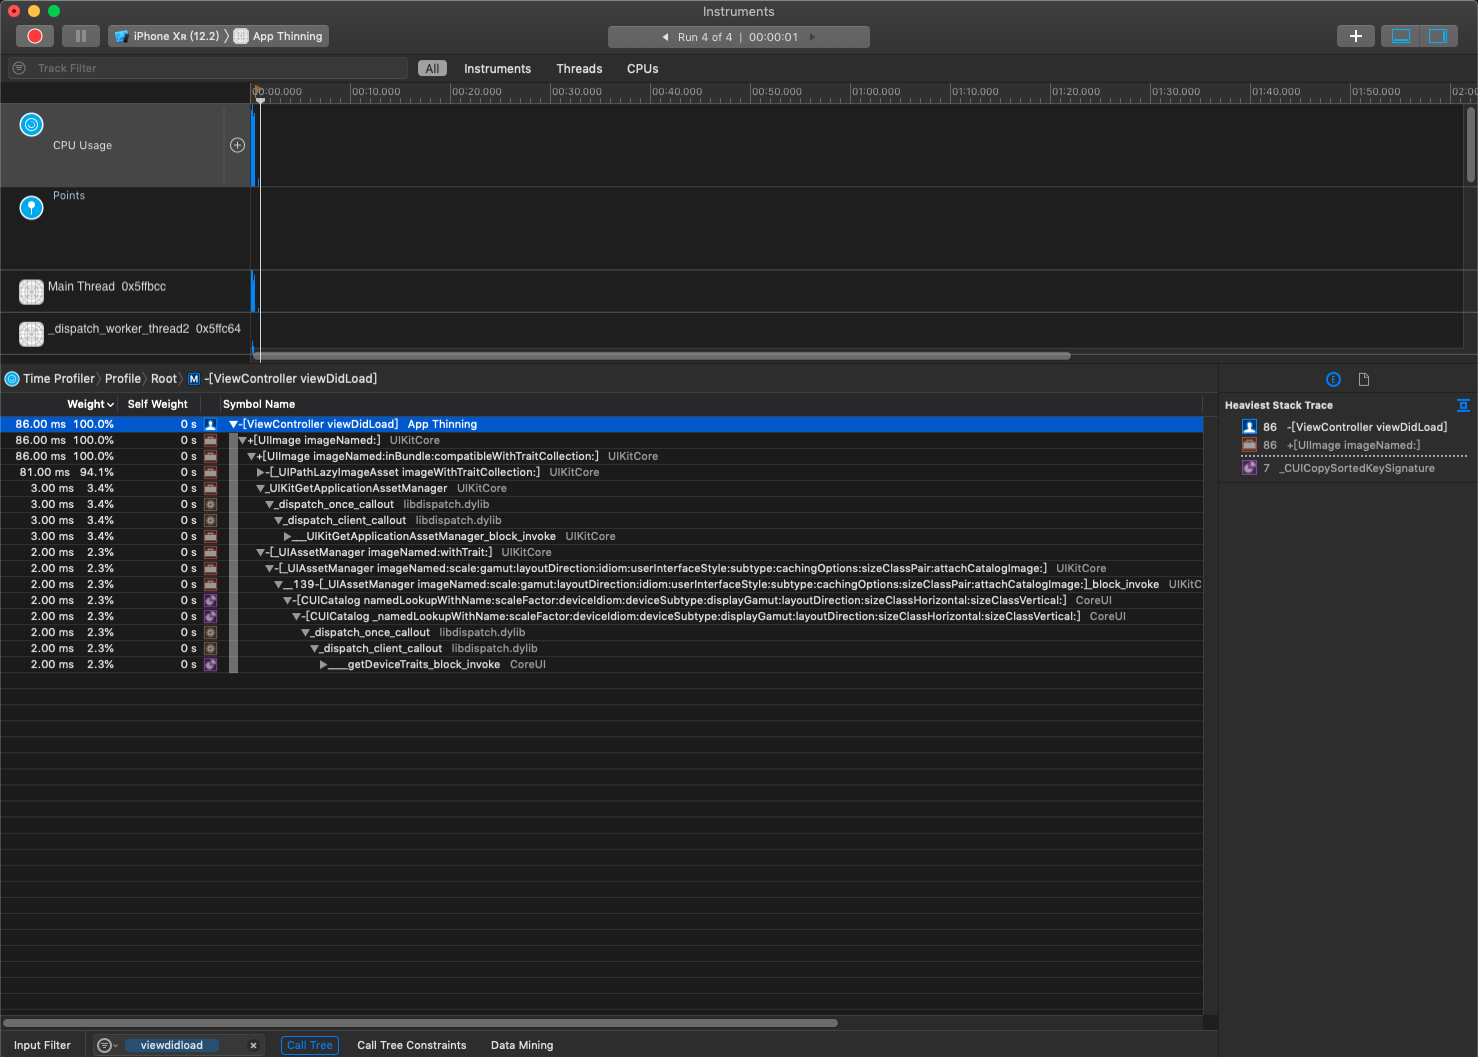 Instruments
iPhone XR (12.2) App Thinning
Run 4 of 4 | 00:00:01
Track Filter
All Instruments Threads CPUs
00:00.000 00:10.000 00:20.000 00:30.000 00:40.000 00:50.000 01:00.000 01:10.000 01:20.000 01:30.000 01:40.000 01:50.000 02:00
CPU Usage
Points
Main Thread 0x5ffbcc
_dispatch_worker_thread2 0x5ffc64
Time Profiler Profile Root M -[ViewController viewDidLoad]
Weight Self Weight Symbol Name
86.00 ms 100.0% 0 s -[ViewController viewDidLoad] App Thinning
86.00 ms 100.0% 0 s +[UIImage imageNamed:] UIKitCore
86.00 ms 100.0% 0 s +[UIImage imageNamed:inBundle:compatibleWithTraitCollection:] UIKitCore
81.00 ms 94.1% 0 s -[_UIPathLazyImageAsset imageWithTraitCollection:] UIKitCore
3.00 ms 3.4% 0 s _UIKitGetApplicationAssetManager UIKitCore
3.00 ms 3.4% 0 s _dispatch_once_callout libdispatch.dylib
3.00 ms 3.4% 0 s _dispatch_client_callout libdispatch.dylib
3.00 ms 3.4% 0 s ___UIKitGetApplicationAssetManager_block_invoke UIKitCore
2.00 ms 2.3% 0 s -[_UIAssetManager imageNamed:withTrait:] UIKitCore
2.00 ms 2.3% 0 s -[_UIAssetManager imageNamed:scale:gamut:layoutDirection:idiom:userInterfaceStyle:subtype:cachingOptions:sizeClassPair:attachCatalogImage:] UIKitCore
2.00 ms 2.3% 0 s __139-[_UIAssetManager imageNamed:scale:gamut:layoutDirection:idiom:userInterfaceStyle:subtype:cachingOptions:sizeClassPair:attachCatalogImage:]_block_invoke UIKitC
2.00 ms 2.3% 0 s -[CUICatalog namedLookupWithName:scaleFactor:deviceIdiom:deviceSubtype:displayGamut:layoutDirection:sizeClassHorizontal:sizeClassVertical:] CoreUI
2.00 ms 2.3% 0 s -[CUICatalog _namedLookupWithName:scaleFactor:deviceIdiom:deviceSubtype:displayGamut:layoutDirection:sizeClassHorizontal:sizeClassVertical:] CoreUI
2.00 ms 2.3% 0 s _dispatch_once_callout libdispatch.dylib
2.00 ms 2.3% 0 s _dispatch_client_callout libdispatch.dylib
2.00 ms 2.3% 0 s ____getDeviceTraits_block_invoke CoreUI
E
Heaviest Stack Trace
86 -[ViewController viewDidLoad]
86 +[UIImage imageNamed:]
7 _CUICopySortedKeySignature
Input Filter viewdidload Call Tree Call Tree Constraints Data Mining